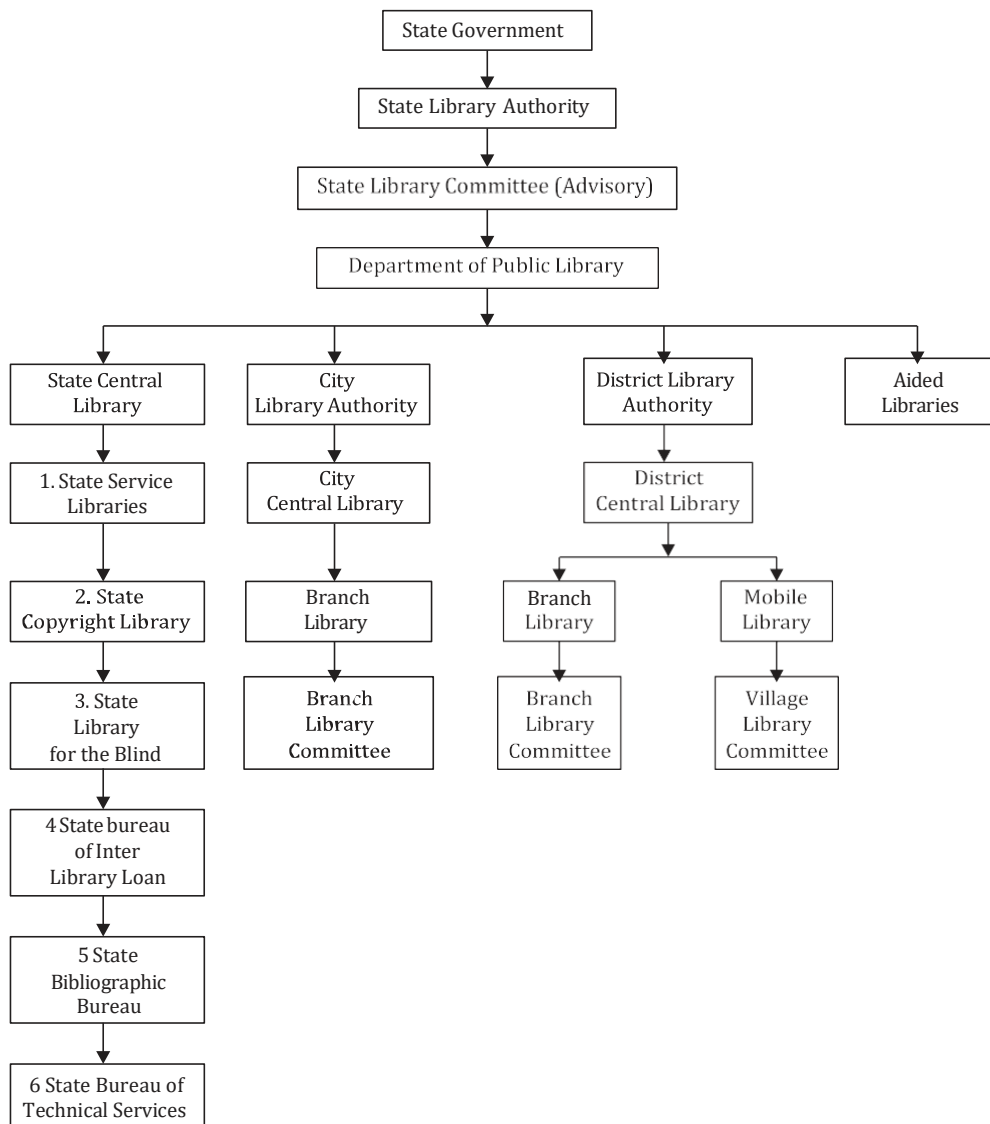 State Government
State Library Authority
State Library Committee (Advisory)
Department of Public Library
State Central
Library
City
Library Authority
District Library
Authority
Aided
Libraries
1. State Service
Libraries
City
Central Library
District
Central Library
2. State
Copyright Library
Branch
Library
Branch
Library
Mobile
Library
3. State
Library
for the Blind
Branch
Library
Committee
Branch
Library
Committee
Village
Library
Committee
4 State bureau
of Inter
Library Loan
5 State
Bibliographic
Bureau
6 State Bureau of
Technical Services